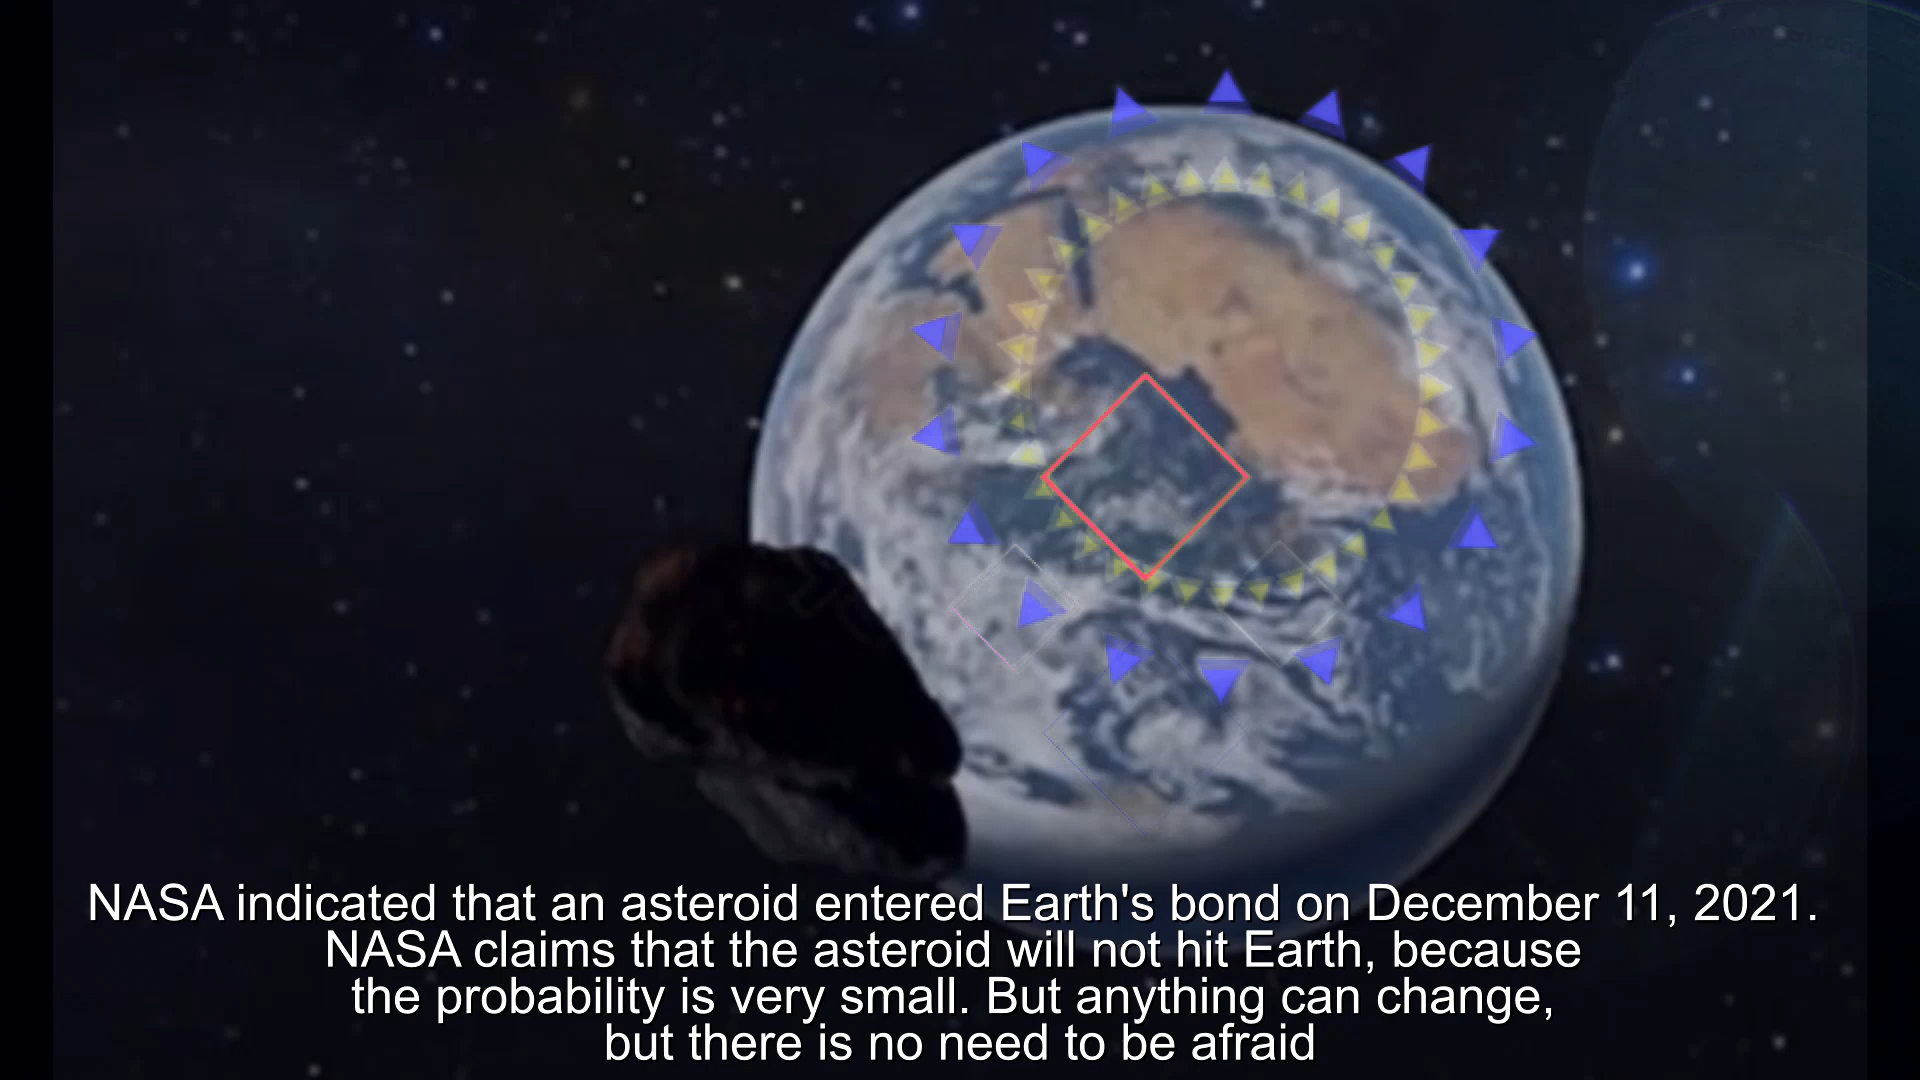 NASA indicated that an asteroid entered Earth's bond on December 11, 2021.
NASA claims that the asteroid will not hit Earth, because
the probability is very small. But anything can change,
but there is no need to be afraid